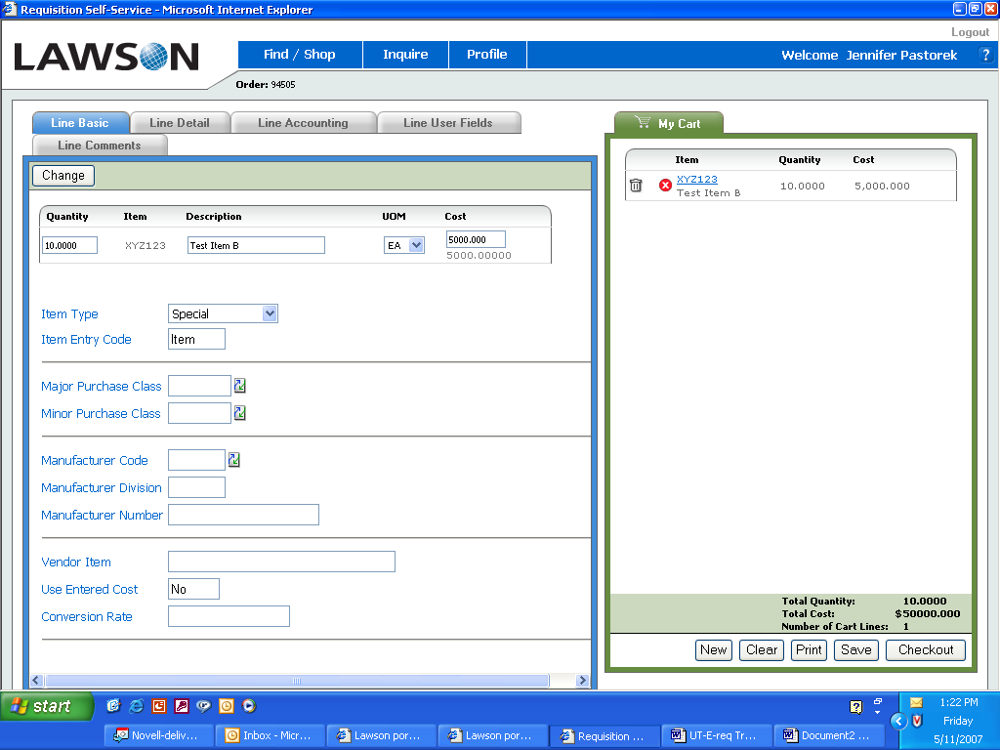 Requisition Self-Service - Microsoft Internet Explorer
Logout
LAWSON
Find / Shop
Inquire
Profile
Welcome Jennifer Pastorek
?
Order: 94505
Line Basic
Line Detail
Line Accounting
Line User Fields
Line Comments
Change
Quantity Item Description UOM Cost
10.0000 XYZ123 Test Item B EA 5000.000
5000.00000
Item Type Special
Item Entry Code Item
Major Purchase Class
Minor Purchase Class
Manufacturer Code
Manufacturer Division
Manufacturer Number
Vendor Item
Use Entered Cost No
Conversion Rate
My Cart
Item Quantity Cost
XYZ123 10.0000 5,000.000
Test Item B
Total Quantity: 10.0000
Total Cost: $50000.000
Number of Cart Lines: 1
New Clear Print Save Checkout
start
Novell-deliv...
Inbox - Micr...
Lawson por...
Lawson por...
Requisition ...
UT-E-req Tr...
Document2 ...
1:22 PM
Friday
5/11/2007